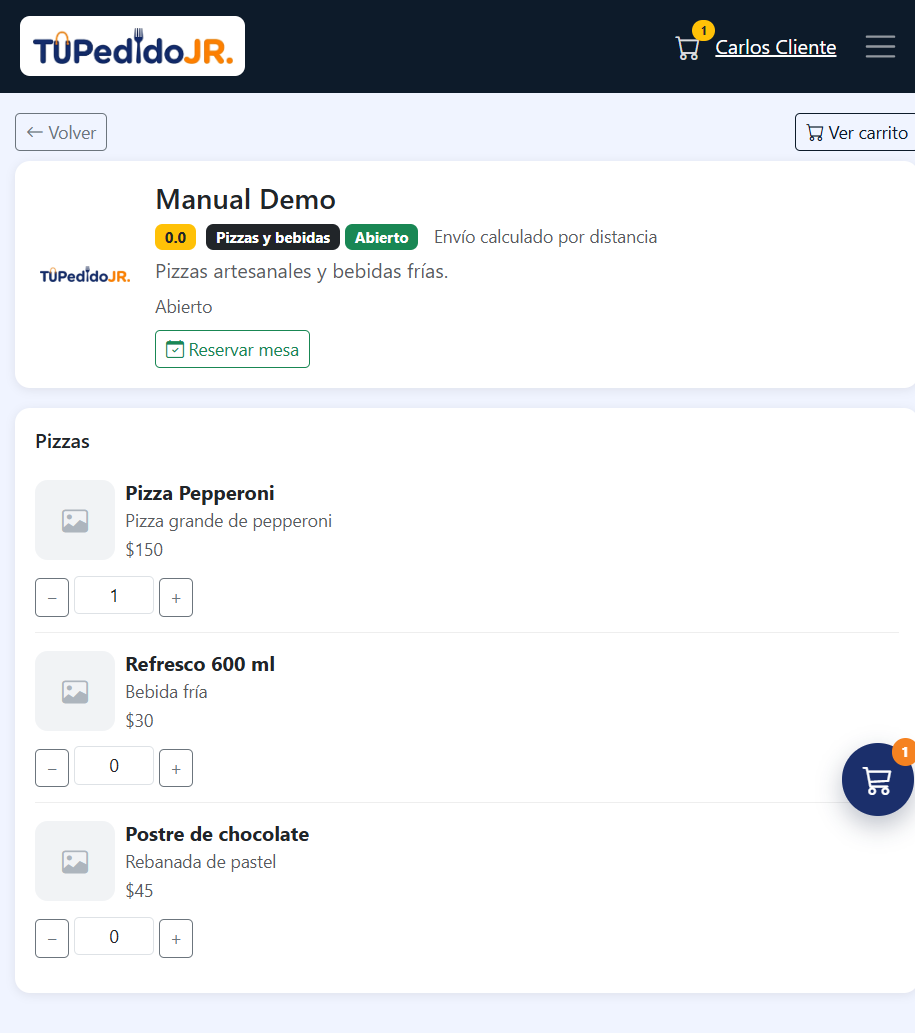 TUPedidoJR.
1
Carlos Cliente
Volver
Ver carrito
Manual Demo
0.0 Pizzas y bebidas Abierto Envío calculado por distancia
TUPedidoJR.
Pizzas artesanales y bebidas frías.
Abierto
Reservar mesa
Pizzas
Pizza Pepperoni
Pizza grande de pepperoni
$150
− 1 +
Refresco 600 ml
Bebida fría
$30
− 0 +
1
Postre de chocolate
Rebanada de pastel
$45
− 0 +